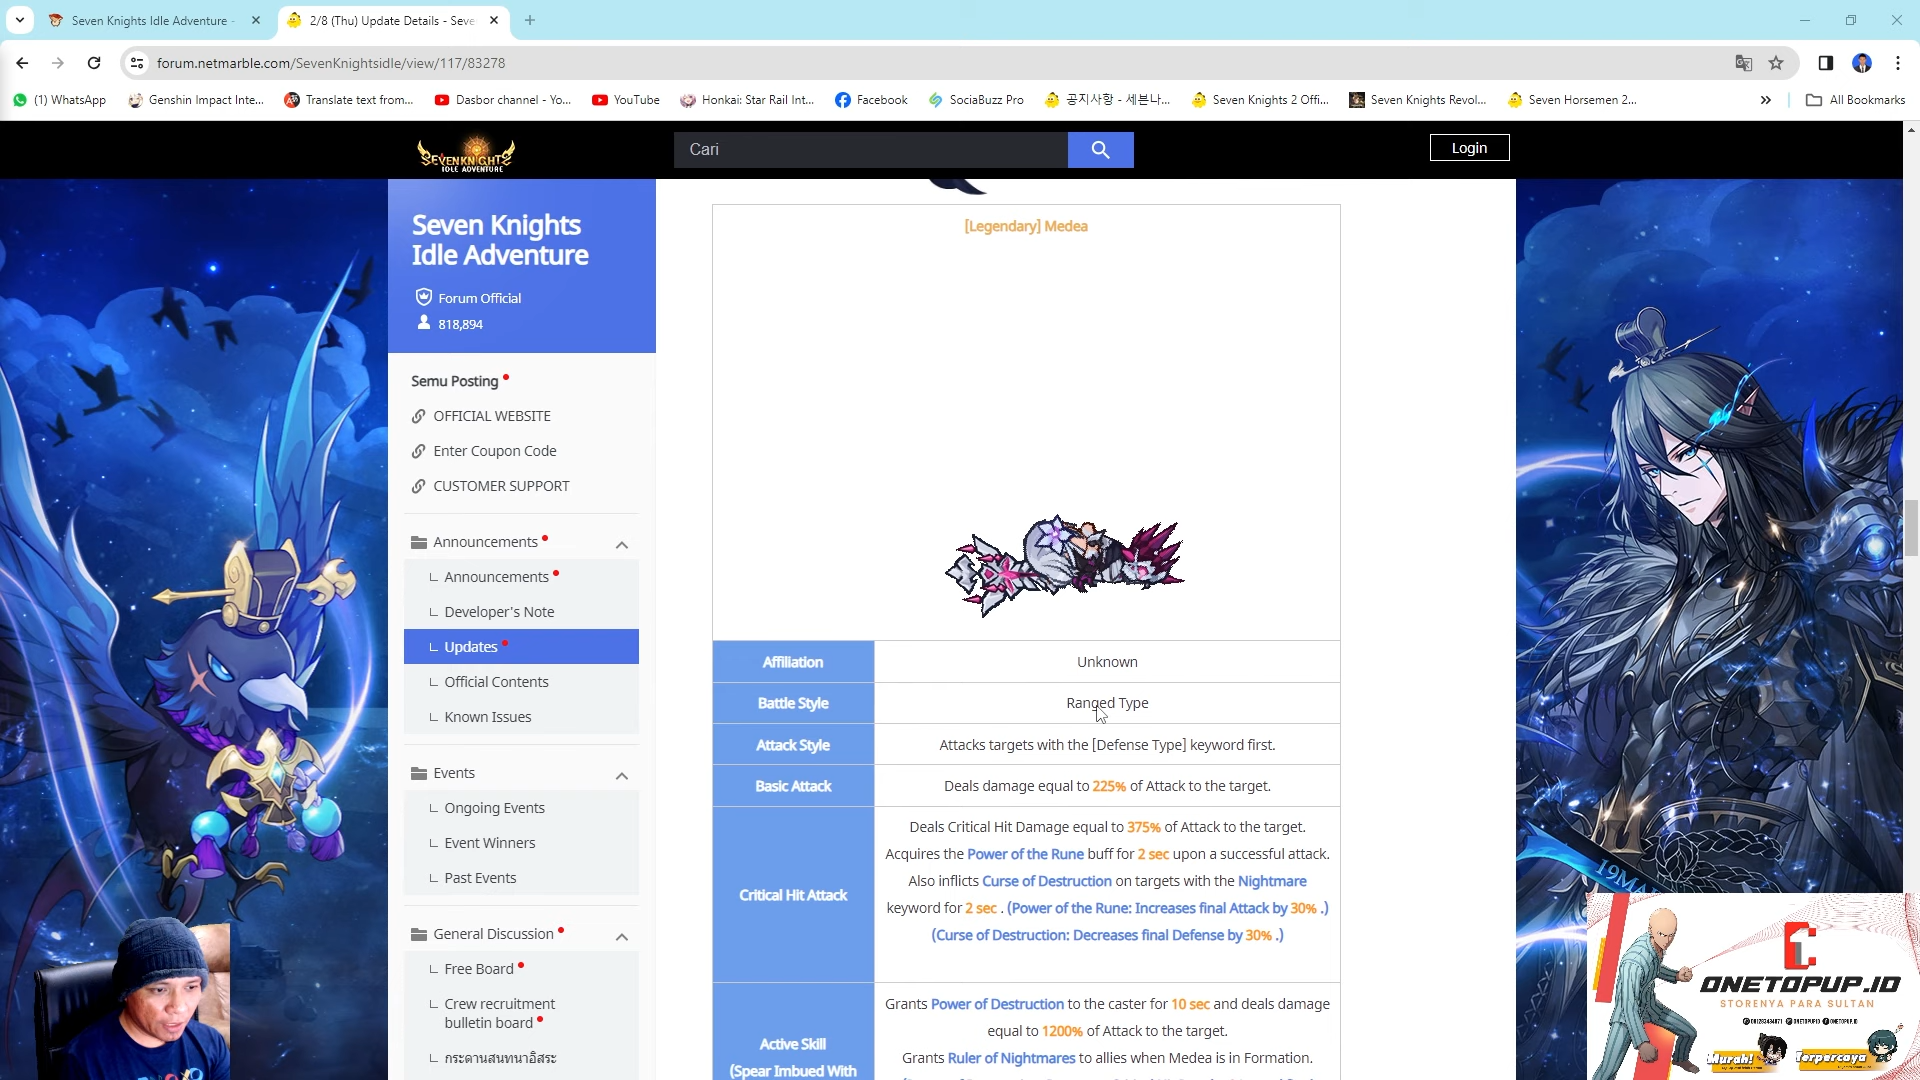 Seven Knights Idle Adventure -
2/8 (Thu) Update Details - Seve
forum.netmarble.com/SevenKnightsidle/view/117/83278
(1) WhatsApp
Genshin Impact Inte...
Translate text from...
Dasbor channel - Yo...
YouTube
Honkai: Star Rail Int...
Facebook
SociaBuzz Pro
공지사항 - 세븐나...
Seven Knights 2 Offi...
Seven Knights Revol...
Seven Horsemen 2...
All Bookmarks
SEVEN KNIGHTS
IDLE ADVENTURE
Cari
Login
Seven Knights
Idle Adventure
Forum Official
818,894
Semu Posting
OFFICIAL WEBSITE
Enter Coupon Code
CUSTOMER SUPPORT
Announcements
Announcements
Developer's Note
Updates
Official Contents
Known Issues
Events
Ongoing Events
Event Winners
Past Events
General Discussion
Free Board
Crew recruitment
bulletin board
กระดานสนทนาอิสระ
[Legendary] Medea
Affiliation
Unknown
Battle Style
Ranged Type
Attack Style
Attacks targets with the [Defense Type] keyword first.
Basic Attack
Deals damage equal to 225% of Attack to the target.
Critical Hit Attack
Deals Critical Hit Damage equal to 375% of Attack to the target.
Acquires the Power of the Rune buff for 2 sec upon a successful attack.
Also inflicts Curse of Destruction on targets with the Nightmare
keyword for 2 sec . (Power of the Rune: Increases final Attack by 30% .)
(Curse of Destruction: Decreases final Defense by 30% .)
Active Skill
(Spear Imbued With
Grants Power of Destruction to the caster for 10 sec and deals damage
equal to 1200% of Attack to the target.
Grants Ruler of Nightmares to allies when Medea is in Formation.
ONETOPUP.ID
STORENYA PARA SULTAN
Murah!
Terpercaya